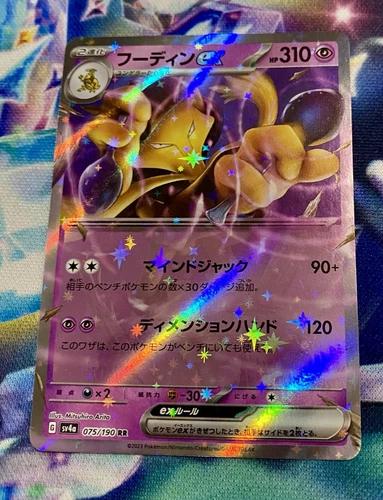 2進化
フーディンex
HP310
マインドジャック 90+
相手のベンチポケモンの数×30ダメージ追加。
ディメンションハンド 120
このワザは、このポケモンがベンチにいても使える。
弱点 ×2 抵抗力 -30 にげる
Illus. Mitsuhiro Arita
exルール
ポケモンexがきぜつしたとき、相手はサイドを2枚とる。
G sv4a 075/190 RR
©2023 Pokémon/Nintendo/Creatures/GAME FREAK